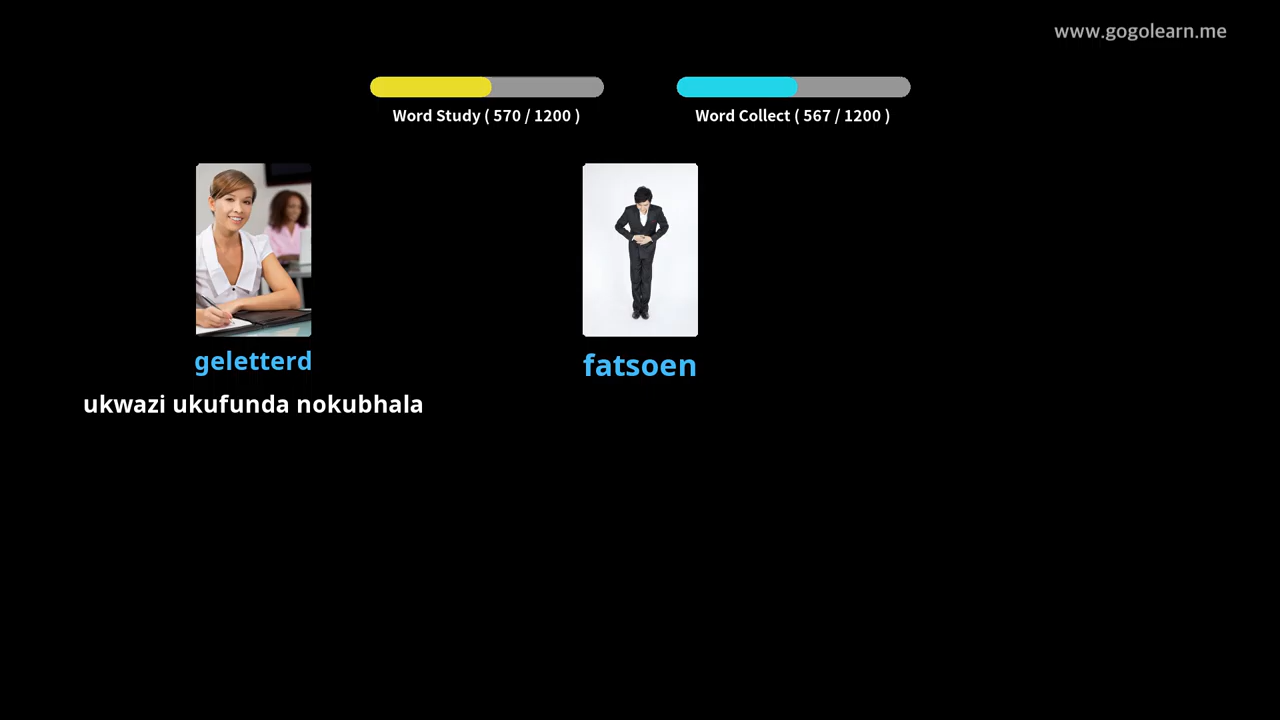 www.gogolearn.me
Word Study ( 570 / 1200 )
Word Collect ( 567 / 1200 )
geletterd
fatsoen
ukwazi ukufunda nokubhala